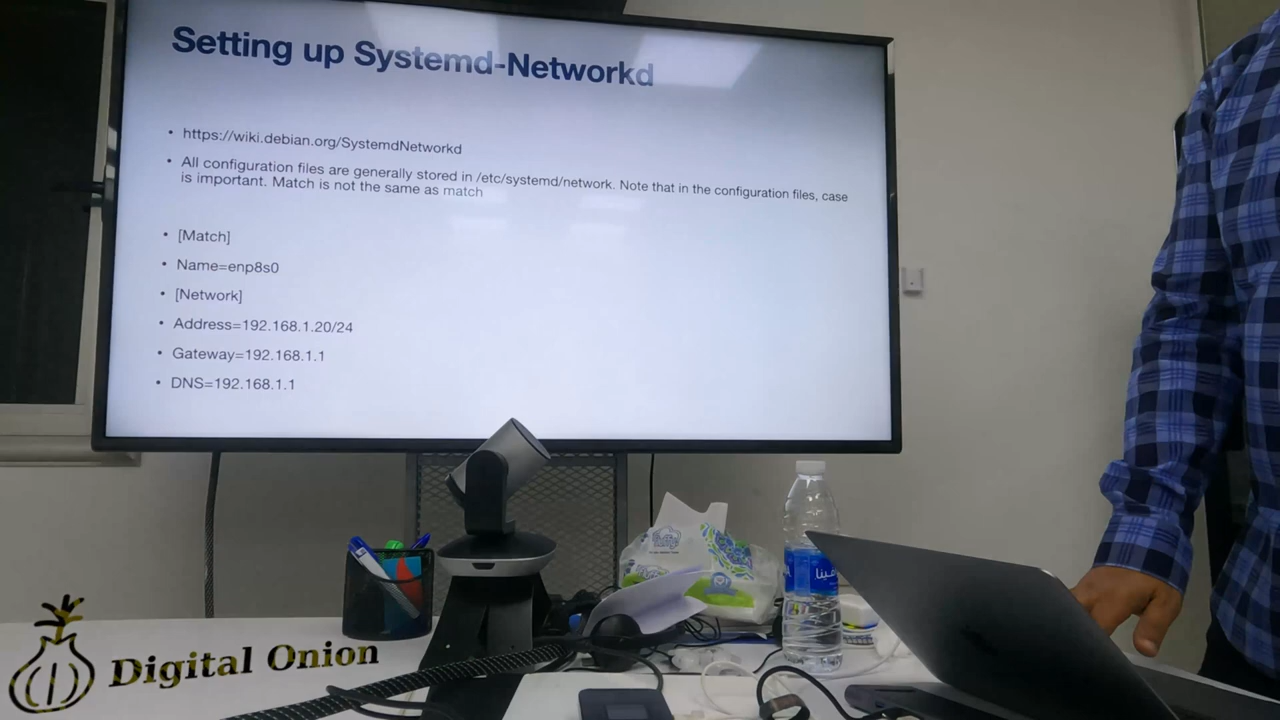 Setting up Systemd-Networkd
• https://wiki.debian.org/SystemdNetworkd
• All configuration files are generally stored in /etc/systemd/network. Note that in the configuration files, case
is important. Match is not the same as match
• [Match]
• Name=enp8s0
• [Network]
• Address=192.168.1.20/24
• Gateway=192.168.1.1
• DNS=192.168.1.1
Digital Onion